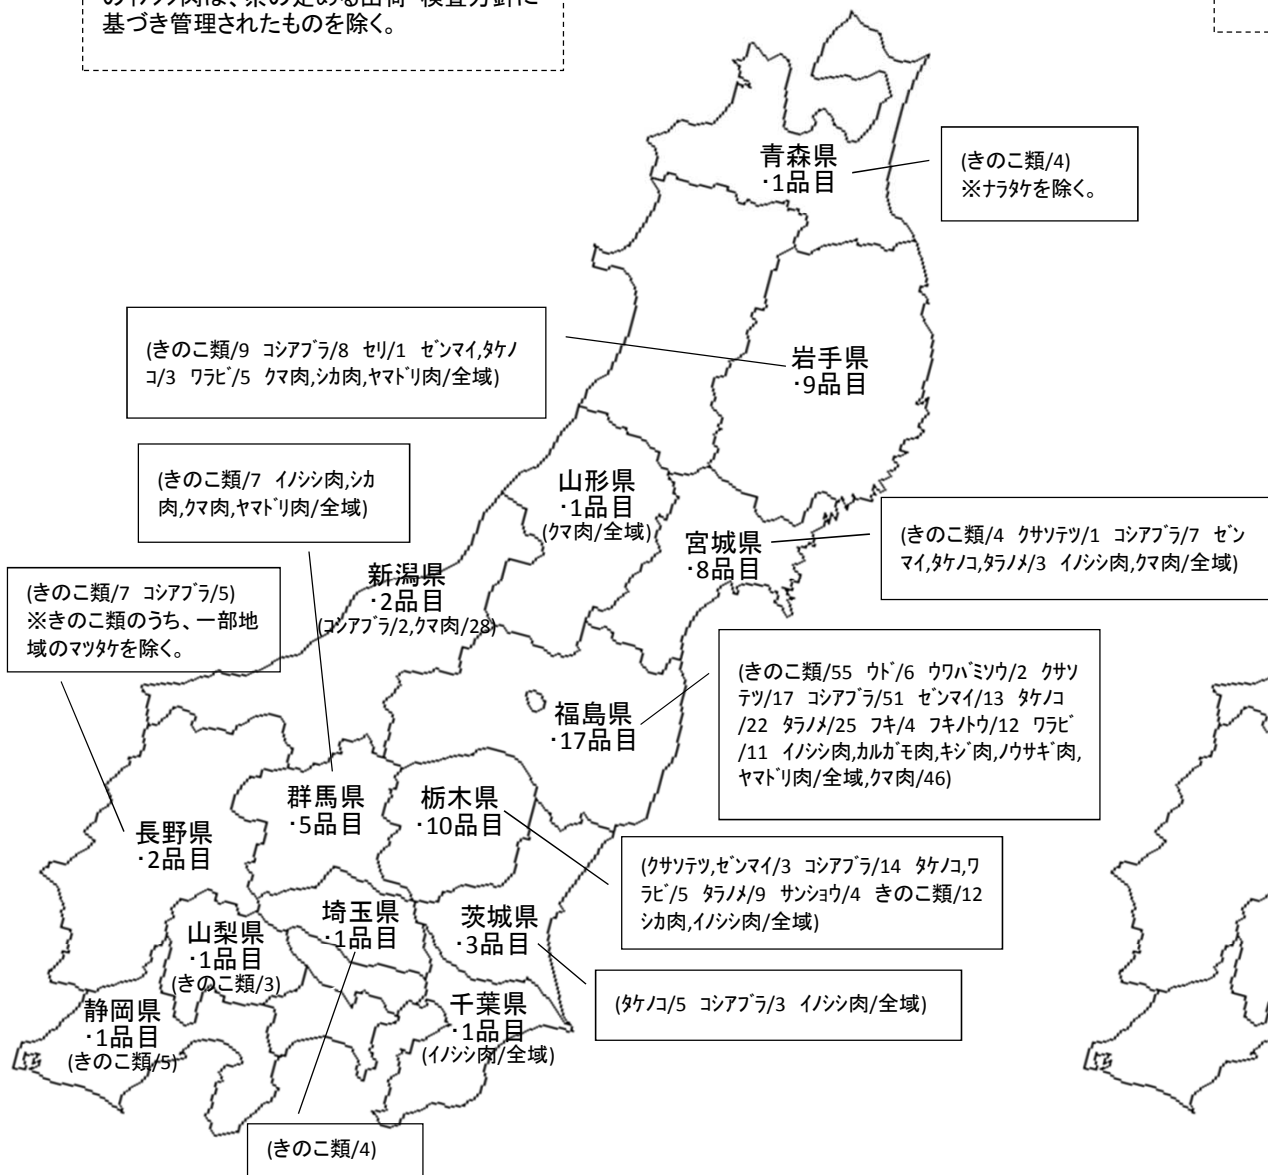 基づき管理されたものを除く。
青森県
・1品目
(きのこ類/4)
※ナラタケを除く。
(きのこ類/9 コシアブラ/8 セリ/1 ゼンマイ,タケノ
コ/3 ワラビ/5 クマ肉,シカ肉,ヤマドリ肉/全域)
岩手県
・9品目
(きのこ類/7 イノシシ肉,シカ
肉,クマ肉,ヤマドリ肉/全域)
山形県
・1品目
(クマ肉/全域)
宮城県
・8品目
(きのこ類/4 クサソテツ/1 コシアブラ/7 ゼン
マイ,タケノコ,タラノメ/3 イノシシ肉,クマ肉/全域)
新潟県
・2品目
(コシアブラ/2,クマ肉/28)
(きのこ類/7 コシアブラ/5)
※きのこ類のうち、一部地
域のマツタケを除く。
福島県
・17品目
(きのこ類/55 ウド/6 ウワバミソウ/2 クサソ
テツ/17 コシアブラ/51 ゼンマイ/13 タケノコ
/22 タラノメ/25 フキ/4 フキノトウ/12 ワラビ
/11 イノシシ肉,カルガモ肉,キジ肉,ノウサギ肉,
ヤマドリ肉/全域,クマ肉/46)
群馬県
・5品目
栃木県
・10品目
長野県
・2品目
(クサソテツ,ゼンマイ/3 コシアブラ/14 タケノコ,ワ
ラビ/5 タラノメ/9 サンショウ/4 きのこ類/12
シカ肉,イノシシ肉/全域)
埼玉県
・1品目
茨城県
・3品目
山梨県
・1品目
(きのこ類/3)
(タケノコ/5 コシアブラ/3 イノシシ肉/全域)
静岡県
・1品目
(きのこ類/5)
千葉県
・1品目
(イノシシ肉/全域)
(きのこ類/4)